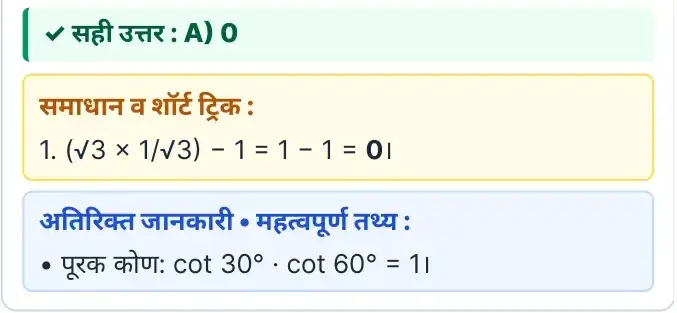 ✓ सही उत्तर : A) 0
समाधान व शॉर्ट ट्रिक :
1. (√3 × 1/√3) − 1 = 1 − 1 = 0।
अतिरिक्त जानकारी • महत्वपूर्ण तथ्य :
• पूरक कोण: cot 30° · cot 60° = 1।